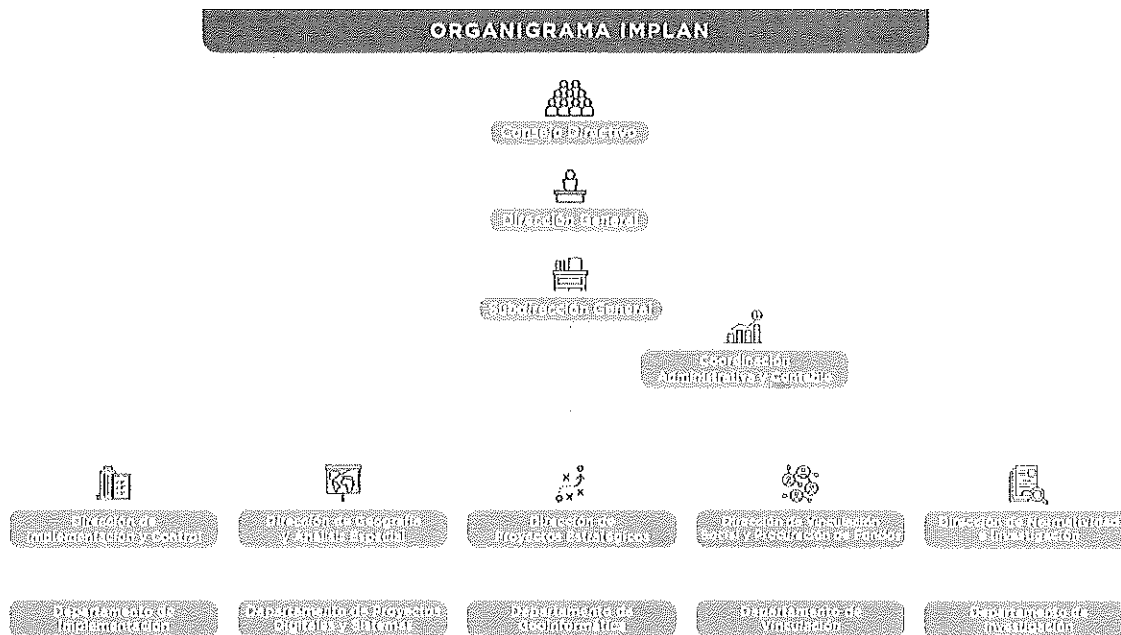 ORGANIGRAMA IMPLAN
Consejo Directivo
Dirección General
Subdirección General
Coordinación
Administrativa y Contable
Dirección de
Implementación y Control
Dirección de Geografía
y Análisis Espacial
Dirección de
Proyectos Estratégicos
Dirección de Vinculación
Social y Procuración de Fondos
Dirección de Normatividad
e Investigación
Departamento de
Implementación
Departamento de Proyectos
Digitales y Sistemas
Departamento de
Geoinformática
Departamento de
Vinculación
Departamento de
Investigación